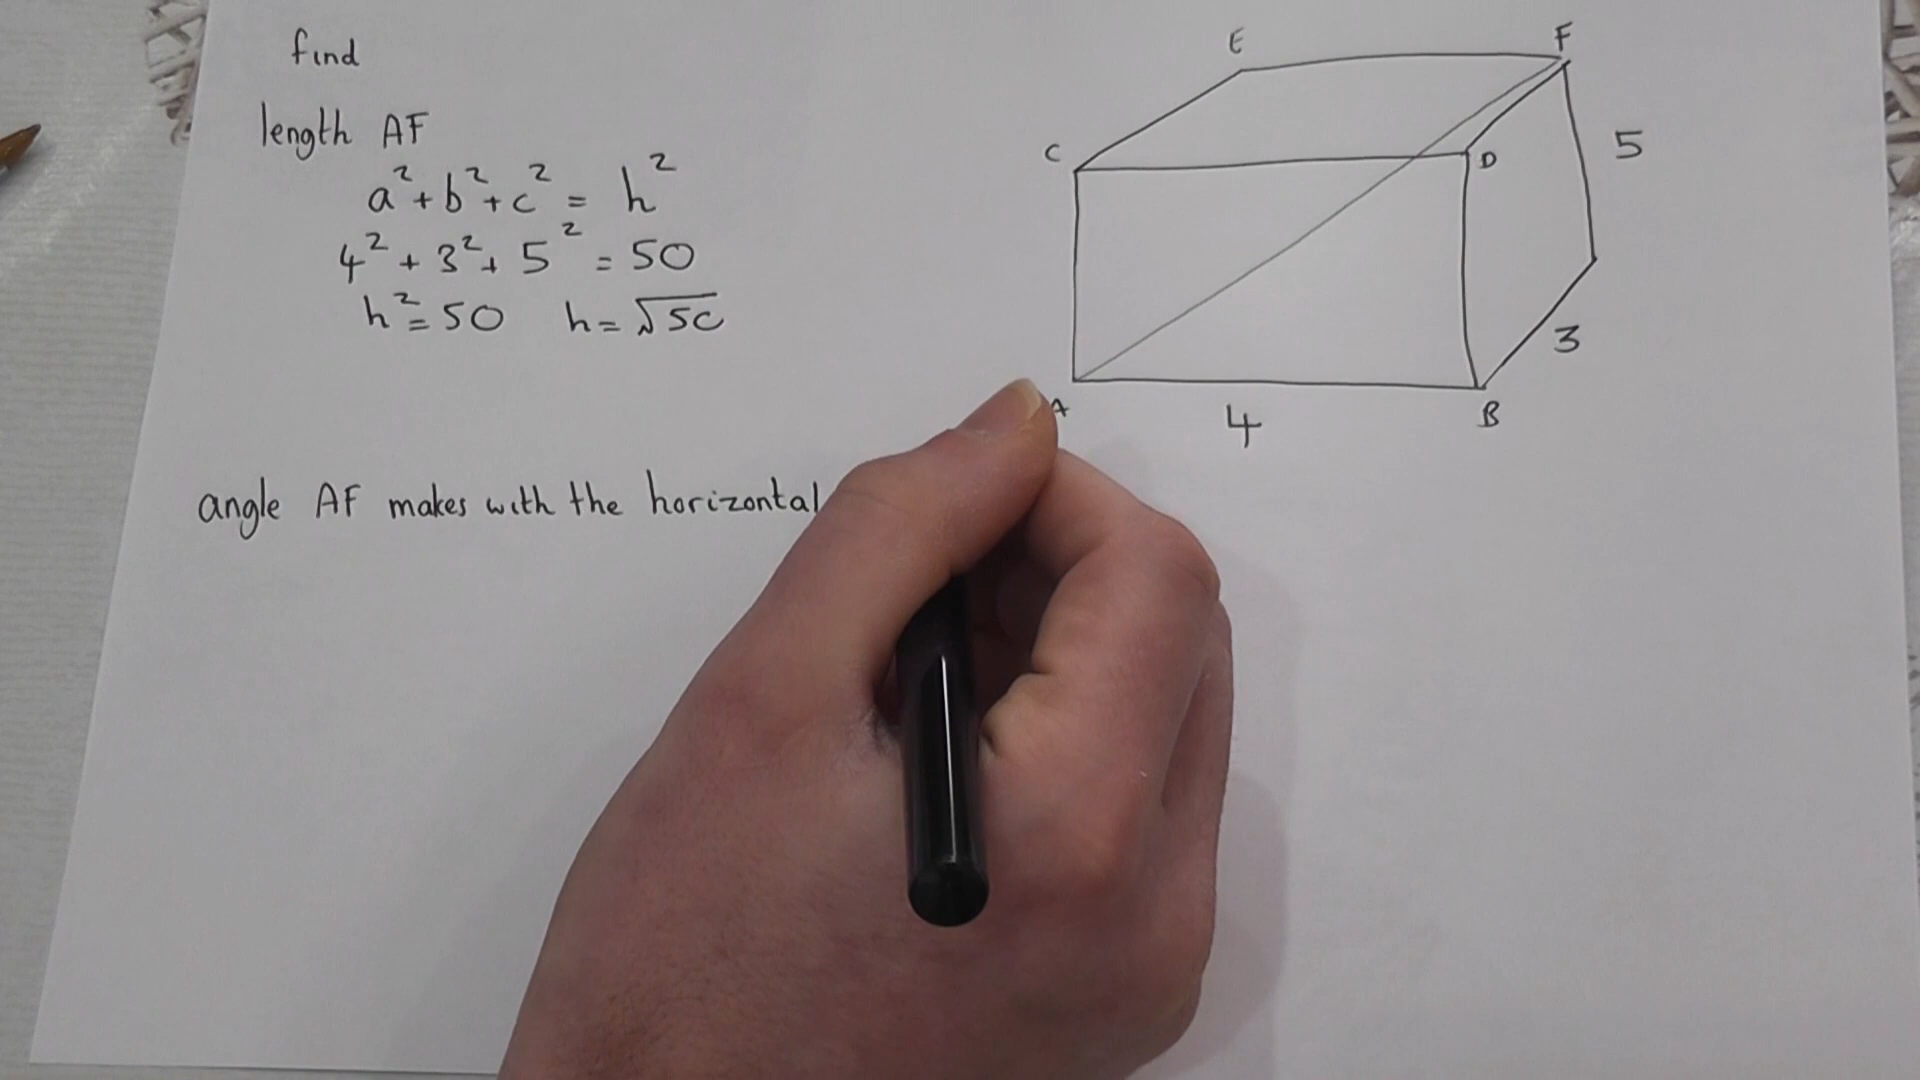 find
length AF
a² + b² + c² = h²
4² + 3² + 5² = 50
h² = 50 h = √50
angle AF makes with the horizontal
E F
C D 5
3
A 4 B